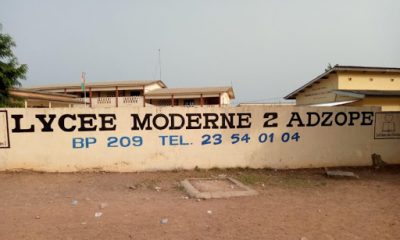 LYCEE MODERNE 2 ADZOPE
BP 209 TEL. 23 54 01 04